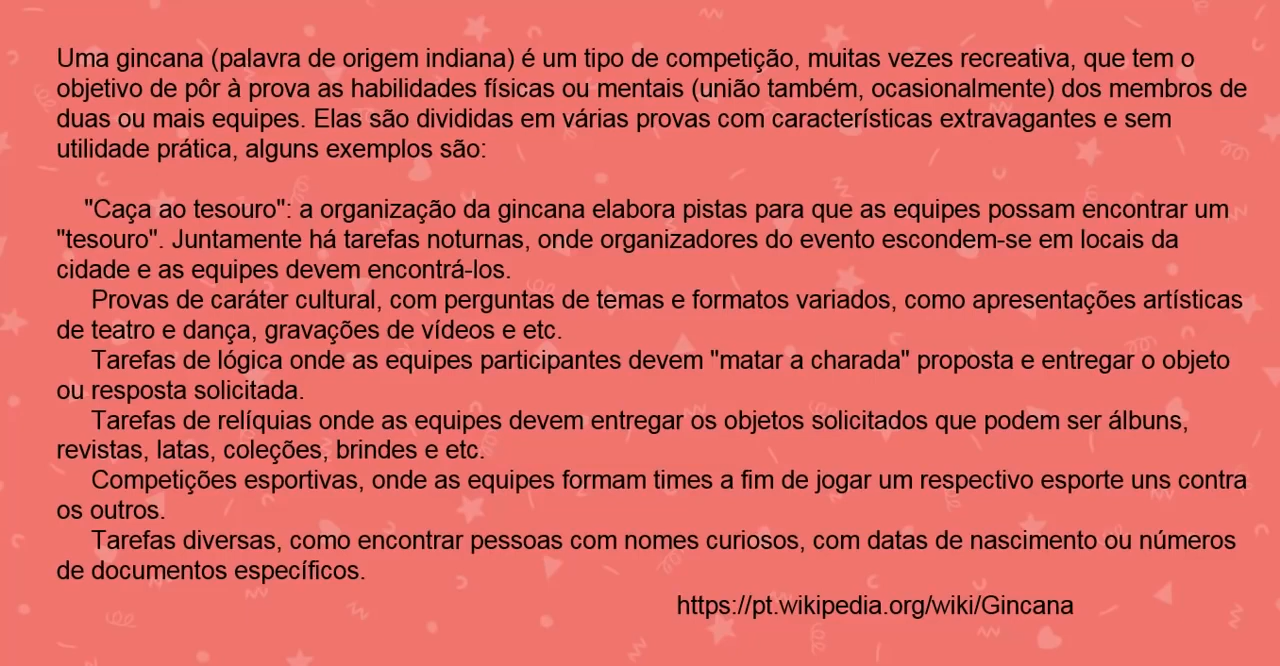 Uma gincana (palavra de origem indiana) é um tipo de competição, muitas vezes recreativa, que tem o
objetivo de pôr à prova as habilidades físicas ou mentais (união também, ocasionalmente) dos membros de
duas ou mais equipes. Elas são divididas em várias provas com características extravagantes e sem
utilidade prática, alguns exemplos são:
"Caça ao tesouro": a organização da gincana elabora pistas para que as equipes possam encontrar um
"tesouro". Juntamente há tarefas noturnas, onde organizadores do evento escondem-se em locais da
cidade e as equipes devem encontrá-los.
Provas de caráter cultural, com perguntas de temas e formatos variados, como apresentações artísticas
de teatro e dança, gravações de vídeos e etc.
Tarefas de lógica onde as equipes participantes devem "matar a charada" proposta e entregar o objeto
ou resposta solicitada.
Tarefas de relíquias onde as equipes devem entregar os objetos solicitados que podem ser álbuns,
revistas, latas, coleções, brindes e etc.
Competições esportivas, onde as equipes formam times a fim de jogar um respectivo esporte uns contra
os outros.
Tarefas diversas, como encontrar pessoas com nomes curiosos, com datas de nascimento ou números
de documentos específicos.
https://pt.wikipedia.org/wiki/Gincana